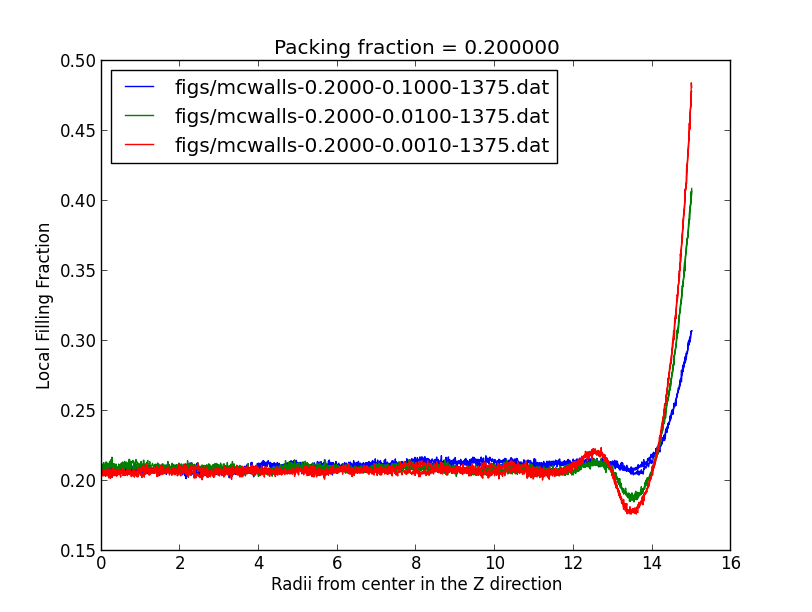 Packing fraction = 0.200000
figs/mcwalls-0.2000-0.1000-1375.dat
figs/mcwalls-0.2000-0.0100-1375.dat
figs/mcwalls-0.2000-0.0010-1375.dat
Local Filling Fraction
0.50
0.45
0.40
0.35
0.30
0.25
0.20
0.15
0 2 4 6 8 10 12 14 16
Radii from center in the Z direction